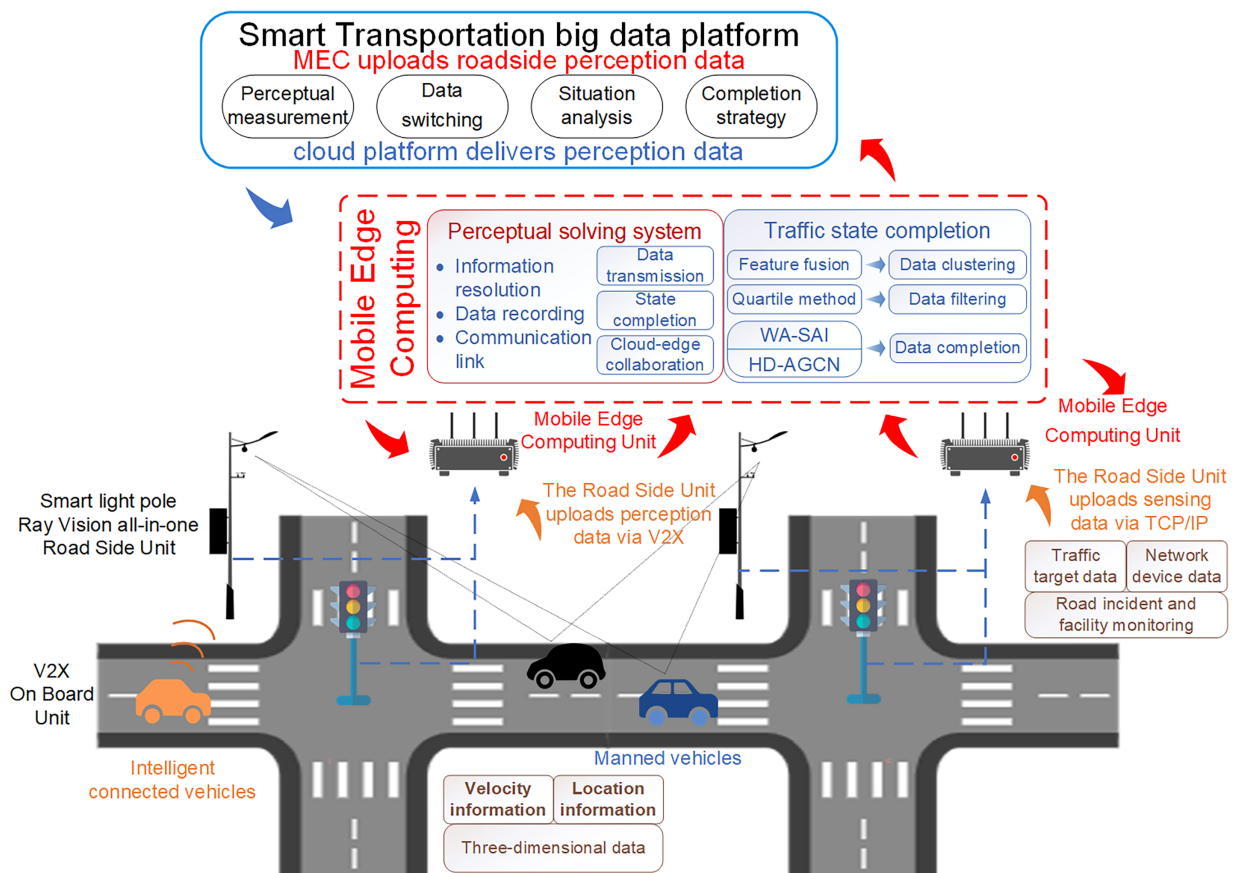 Smart Transportation big data platform
MEC uploads roadside perception data
Perceptual
measurement
Data
switching
Situation
analysis
Completion
strategy
cloud platform delivers perception data
Mobile Edge
Computing
Perceptual solving system
• Information
resolution
• Data recording
• Communication
link
Data
transmission
State
completion
Cloud-edge
collaboration
Traffic state completion
Feature fusion
Data clustering
Quartile method
Data filtering
WA-SAI
HD-AGCN
Data completion
Mobile Edge
Computing Unit
Mobile Edge
Computing Unit
Smart light pole
Ray Vision all-in-one
Road Side Unit
The Road Side Unit
uploads perception
data via V2X
The Road Side Unit
uploads sensing
data via TCP/IP
Traffic
target data
Network
device data
Road incident and
facility monitoring
V2X
On Board
Unit
Intelligent
connected vehicles
Manned vehicles
Velocity
information
Location
information
Three-dimensional data